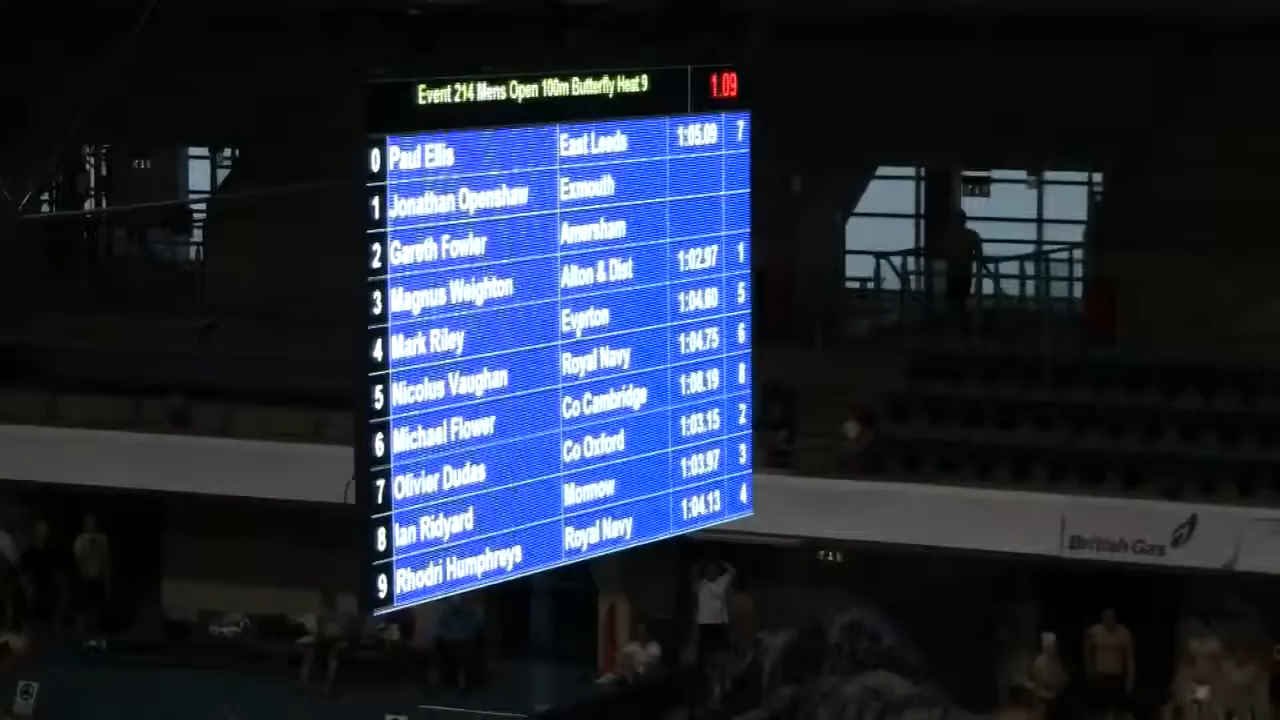 Event 214 Mens Open 100m Butterfly Heat 9 1.09
0 Paul Ellis East Leeds 1:05.09 7
1 Jonathan Openshaw Exmouth
2 Gareth Fowler Amersham
3 Magnus Weighton Alton & Dist 1:02.97 1
4 Mark Riley Everton 1:04.60 5
5 Nicolus Vaughan Royal Navy 1:04.75 6
6 Michael Flower Co Cambridge 1:08.19 8
7 Olivier Dudas Co Oxford 1:03.15 2
8 Ian Ridyard Monnow 1:03.97 3
9 Rhodri Humphreys Royal Navy 1:04.13 4
British Gas